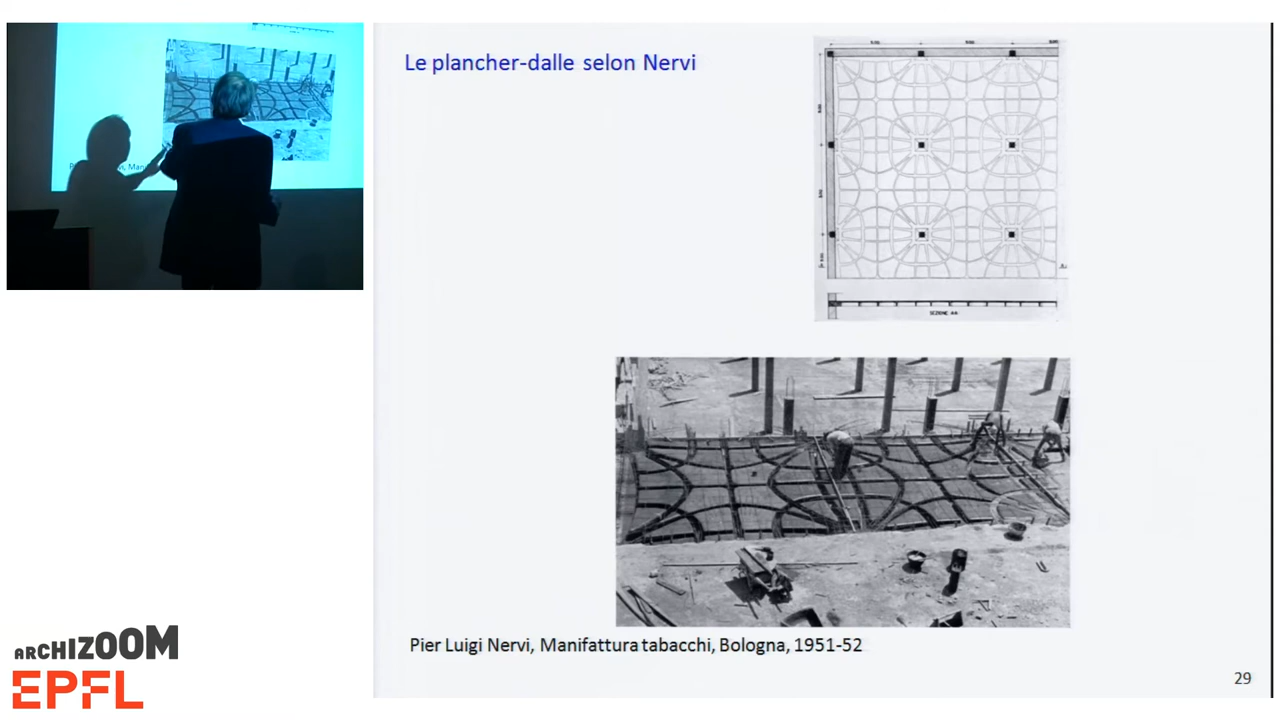 Le plancher-dalle selon Nervi
SEZIONE AA
Pier Luigi Nervi, Manifattura tabacchi, Bologna, 1951-52
29
ARCHIZOOM
EPFL